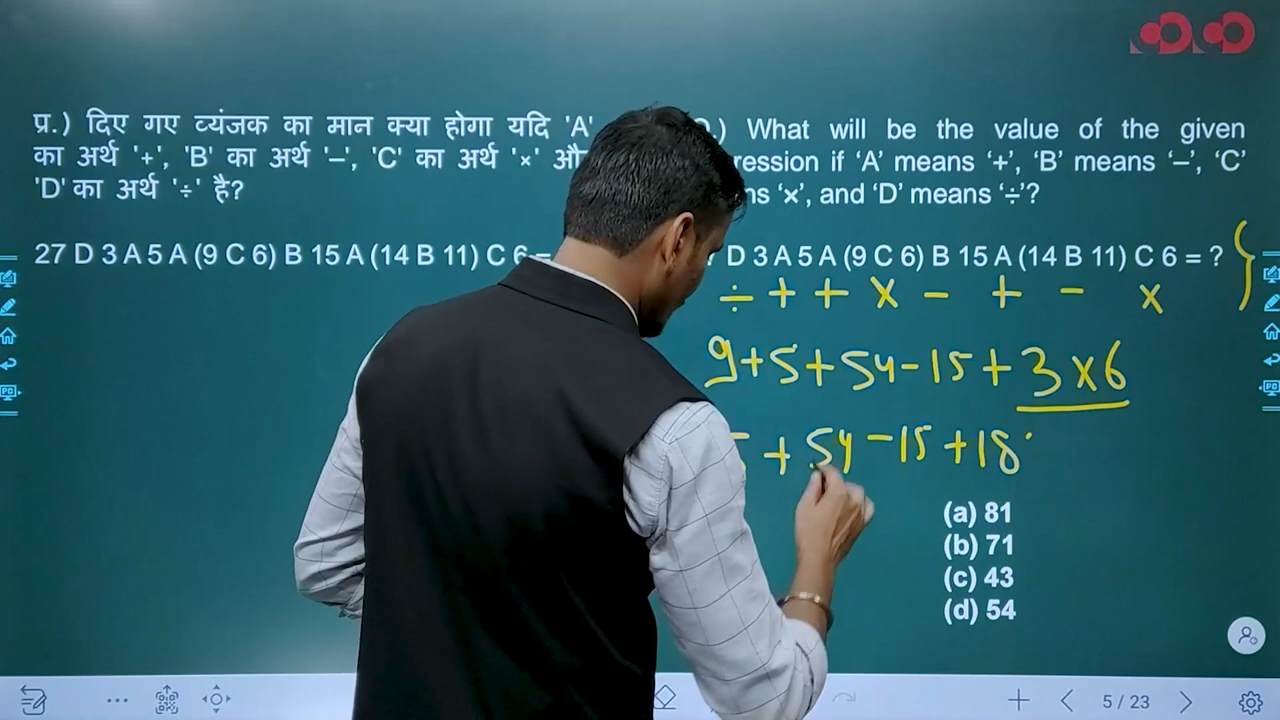 प्र.) दिए गए व्यंजक का मान क्या होगा यदि 'A'
का अर्थ '+', 'B' का अर्थ '–', 'C' का अर्थ '×'
'D' का अर्थ '÷' है?
27 D 3 A 5 A (9 C 6) B 15 A (14 B 11) C 6 =
What will be the value of the given
if ‘A’ means ‘+’, ‘B’ means ‘–’, ‘C’
‘×’, and ‘D’ means ‘÷’?
D 3 A 5 A (9 C 6) B 15 A (14 B 11) C 6 = ?
÷ + + × − + − ×
9+5+54−15+3×6
+ 54 −15 +18
(a) 81
(b) 71
(c) 43
(d) 54
5 / 23